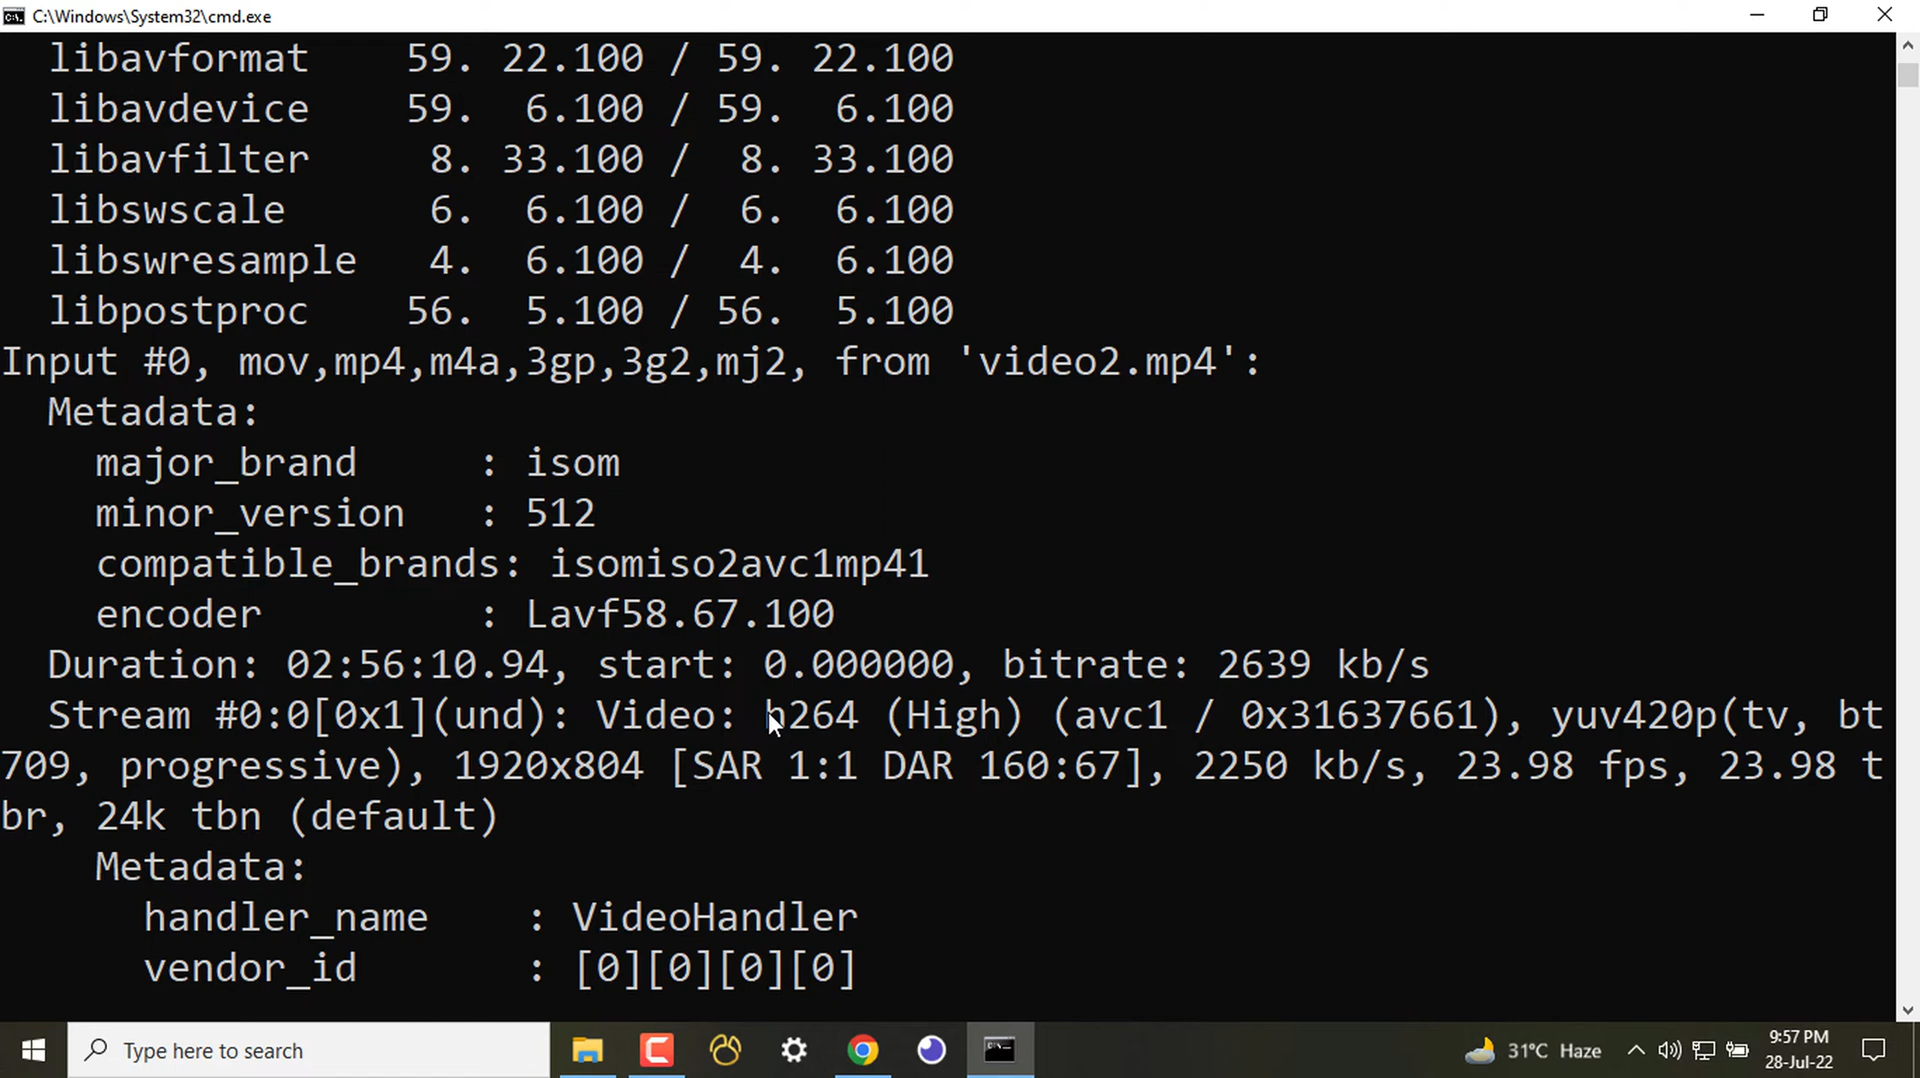 C:\Windows\System32\cmd.exe
libavformat    59. 22.100 / 59. 22.100
libavdevice    59.  6.100 / 59.  6.100
libavfilter     8. 33.100 /  8. 33.100
libswscale      6.  6.100 /  6.  6.100
libswresample   4.  6.100 /  4.  6.100
libpostproc    56.  5.100 / 56.  5.100
Input #0, mov,mp4,m4a,3gp,3g2,mj2, from 'video2.mp4':
Metadata:
major_brand     : isom
minor_version   : 512
compatible_brands: isomiso2avc1mp41
encoder         : Lavf58.67.100
Duration: 02:56:10.94, start: 0.000000, bitrate: 2639 kb/s
Stream #0:0[0x1](und): Video: h264 (High) (avc1 / 0x31637661), yuv420p(tv, bt
709, progressive), 1920x804 [SAR 1:1 DAR 160:67], 2250 kb/s, 23.98 fps, 23.98 t
br, 24k tbn (default)
Metadata:
handler_name    : VideoHandler
vendor_id       : [0][0][0][0]
Type here to search
31°C Haze
9:57 PM
28-Jul-22